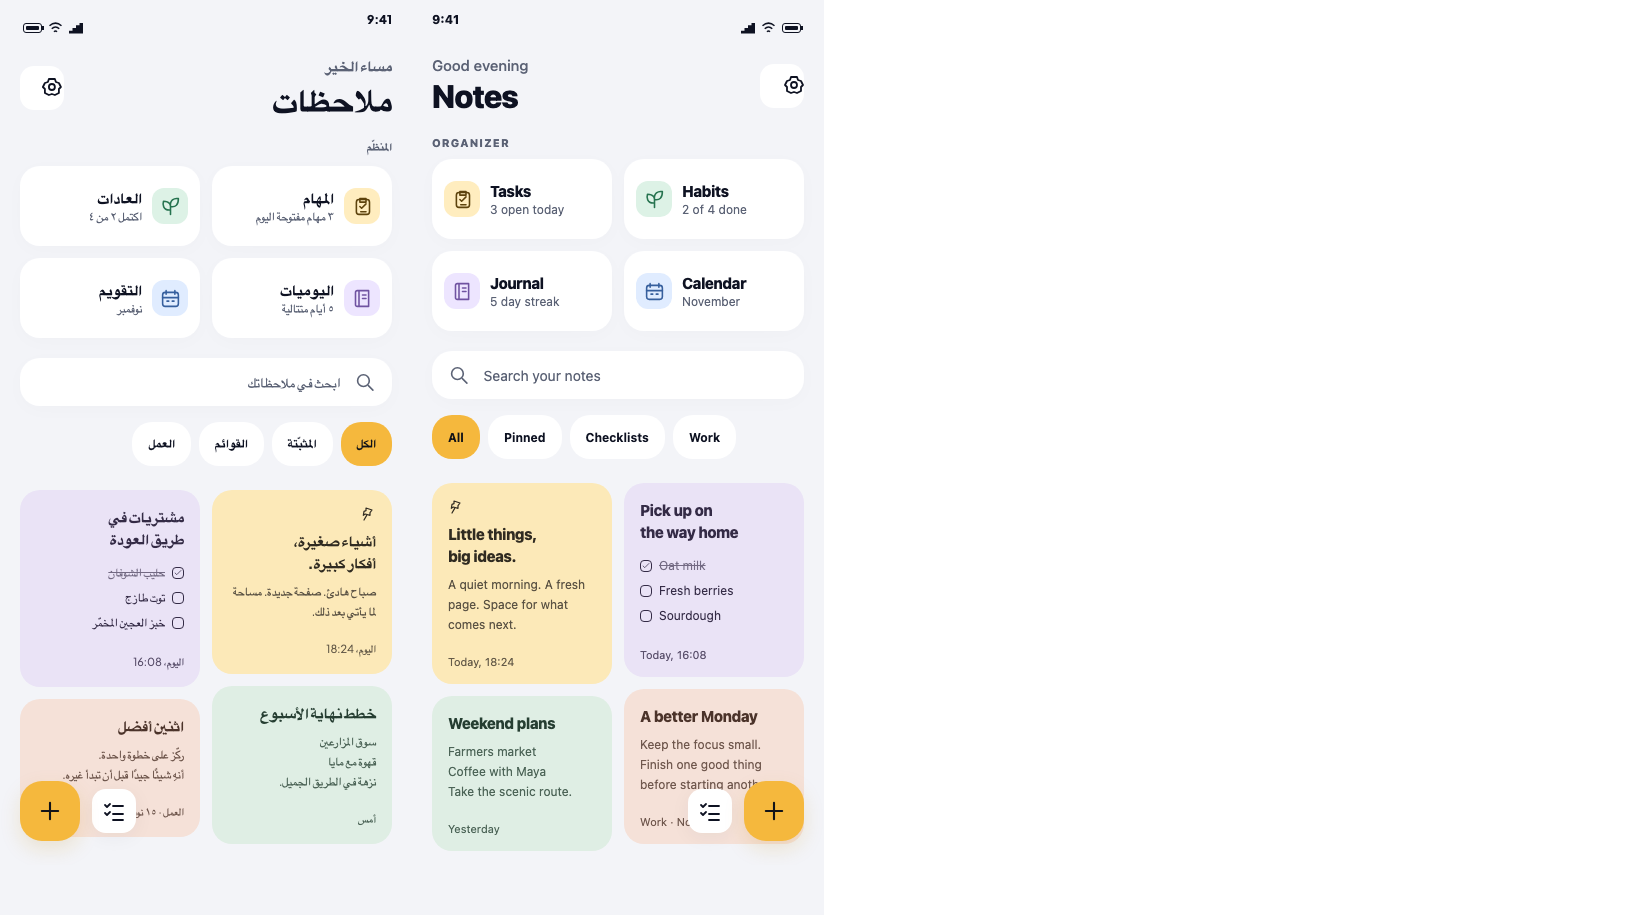 9:41
مساء الخير
ملاحظات
المنظّم
المهام
٣ مهام مفتوحة اليوم
العادات
اكتمل ٢ من ٤
اليوميات
٥ أيام متتالية
التقويم
نوفمبر
ابحث في ملاحظاتك
الكل
المثبّتة
القوائم
العمل
أشياء صغيرة،
أفكار كبيرة.
صباح هادئ. صفحة جديدة. مساحة
لما يأتي بعد ذلك.
اليوم، 18:24
مشتريات في
طريق العودة
حليب الشوفان
توت طازج
خبز العجين المخمّر
اليوم، 16:08
خطط نهاية الأسبوع
سوق المزارعين
قهوة مع مايا
نزهة في الطريق الجميل.
أمس
اثنين أفضل
ركّز على خطوة واحدة.
أنهِ شيئًا جيدًا قبل أن تبدأ غيره.
العمل · ١٥
9:41
Good evening
Notes
ORGANIZER
Tasks
3 open today
Habits
2 of 4 done
Journal
5 day streak
Calendar
November
Search your notes
All
Pinned
Checklists
Work
Little things,
big ideas.
A quiet morning. A fresh
page. Space for what
comes next.
Today, 18:24
Pick up on
the way home
Oat milk
Fresh berries
Sourdough
Today, 16:08
Weekend plans
Farmers market
Coffee with Maya
Take the scenic route.
Yesterday
A better Monday
Keep the focus small.
Finish one good thing
before starting
Work ·